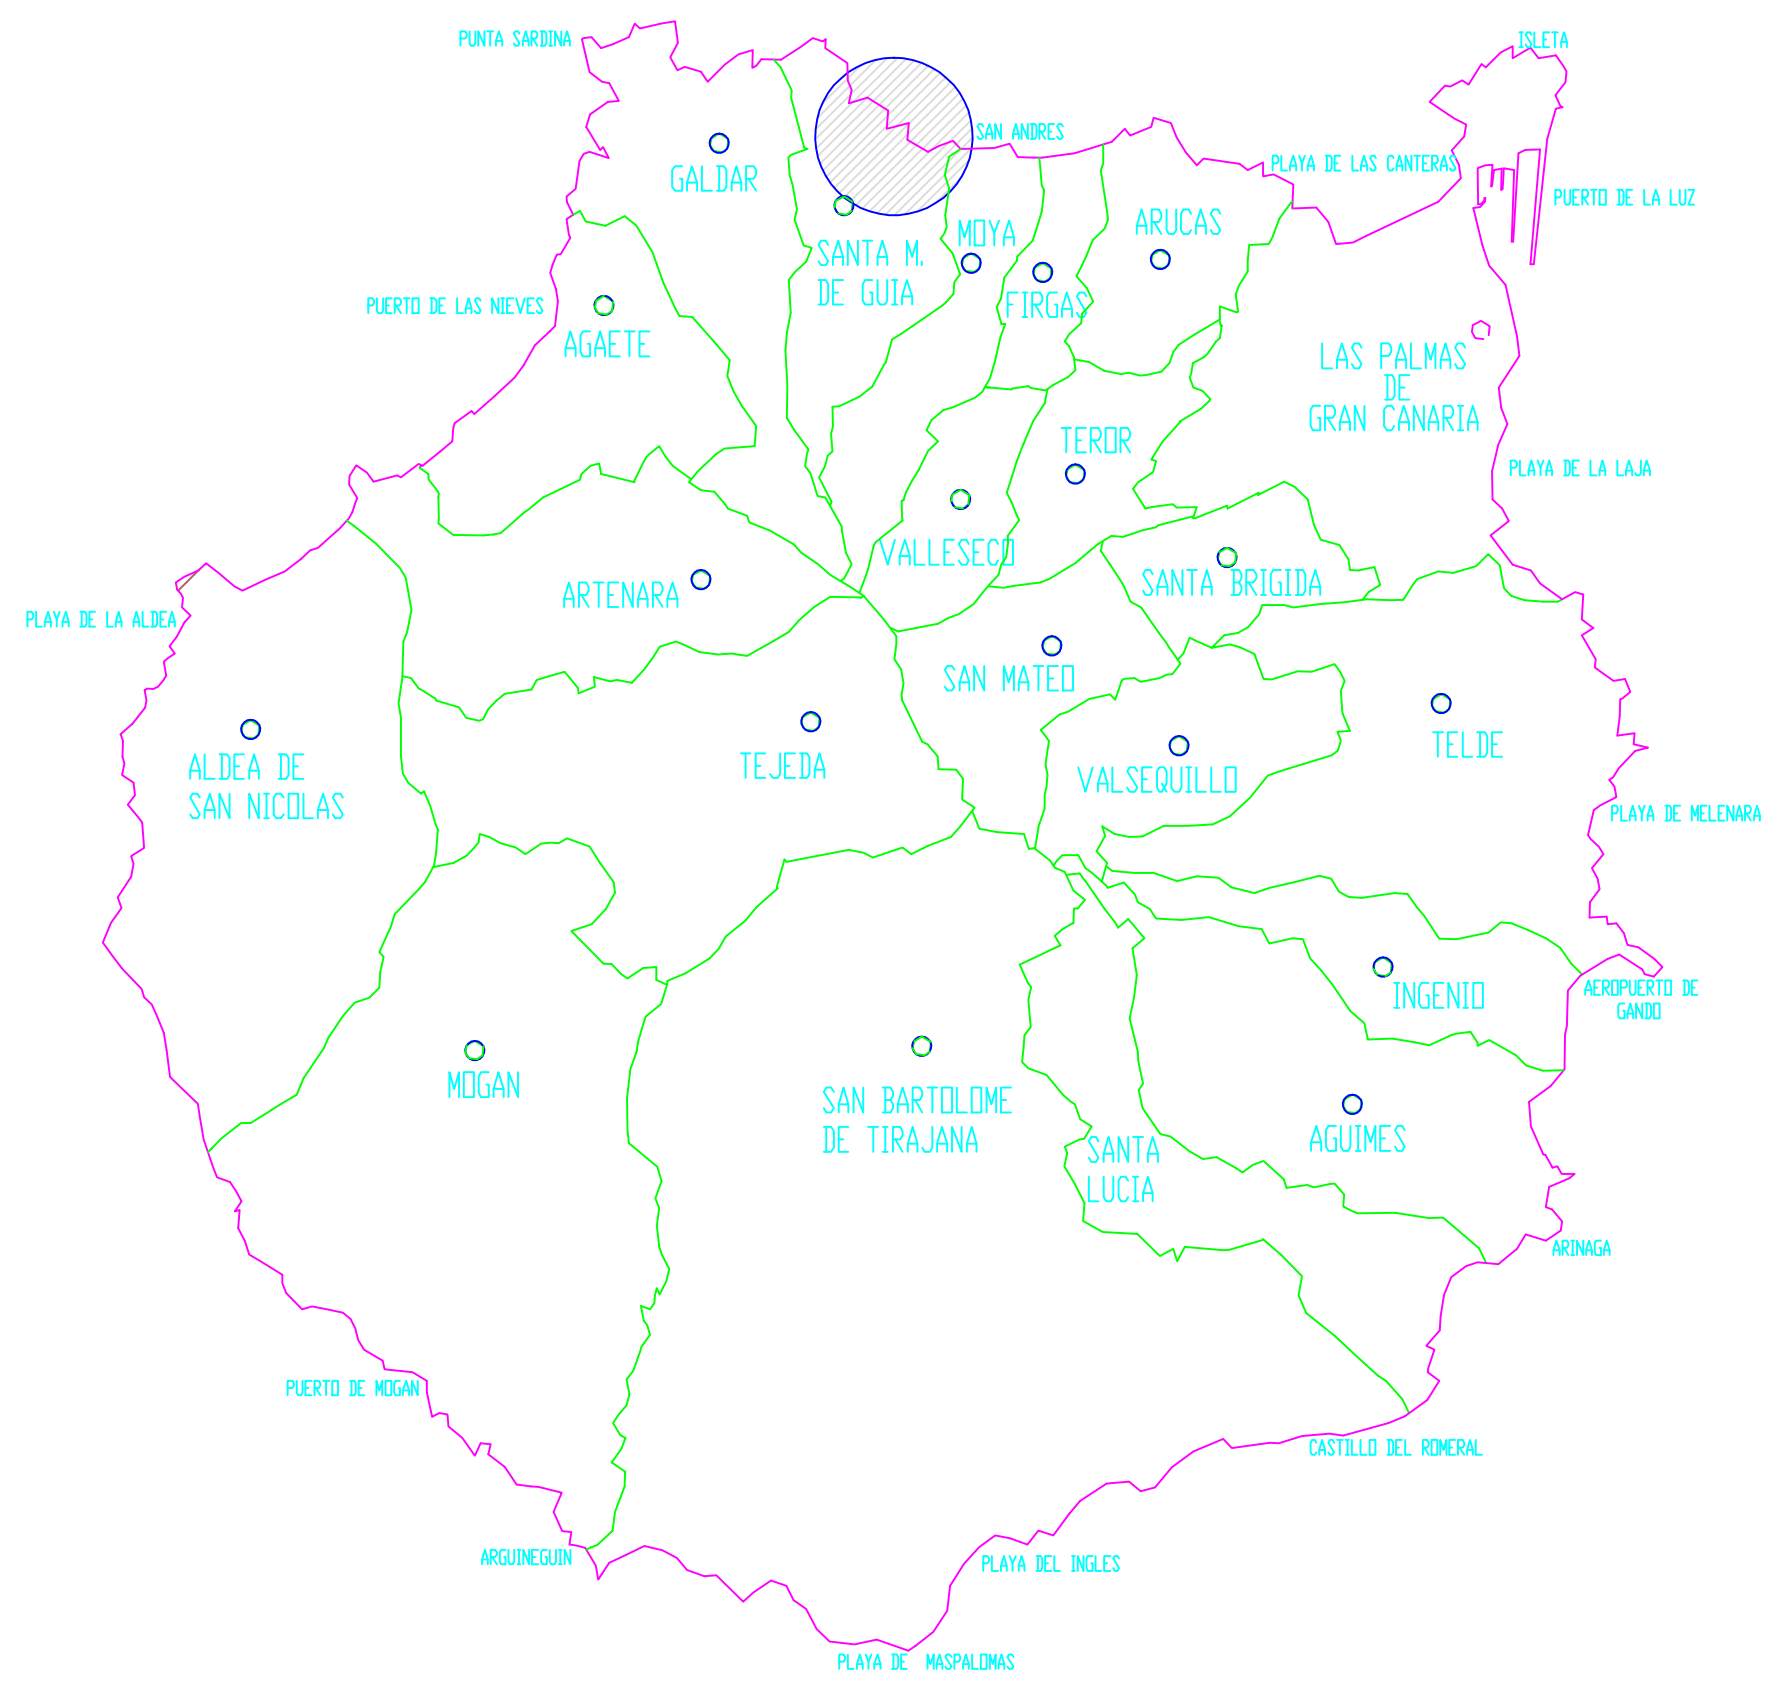 PUNTA SARDINA
ISLETA
SAN ANDRES
PLAYA DE LAS CANTERAS
GALDAR
PUERTO DE LA LUZ
ARUCAS
MOYA
SANTA M.
DE GUIA
FIRGAS
PUERTO DE LAS NIEVES
AGAETE
LAS PALMAS
DE
GRAN CANARIA
TEROR
PLAYA DE LA LAJA
VALLESECO
SANTA BRIGIDA
ARTENARA
PLAYA DE LA ALDEA
SAN MATEO
TELDE
TEJEDA
ALDEA DE
SAN NICOLAS
VALSEQUILLO
PLAYA DE MELENARA
INGENIO
AEROPUERTO DE
GANDO
MOGAN
SAN BARTOLOME
DE TIRAJANA
SANTA
LUCIA
AGUIMES
ARINAGA
PUERTO DE MOGAN
CASTILLO DEL ROMERAL
ARGUINEGUIN
PLAYA DEL INGLES
PLAYA DE MASPALOMAS